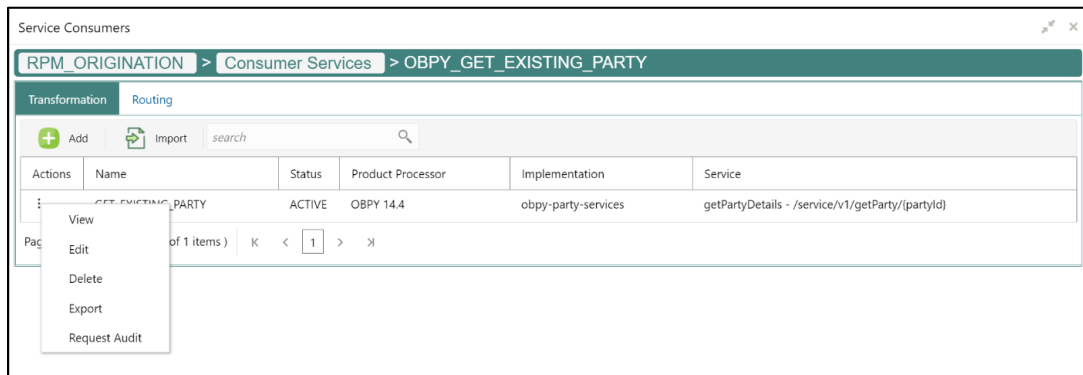 Service Consumers
RPM_ORIGINATION > Consumer Services > OBPY_GET_EXISTING_PARTY
Transformation Routing
Add Import search
Actions Name Status Product Processor Implementation Service
GET_EXISTING_PARTY ACTIVE OBPY 14.4 obpy-party-services getPartyDetails - /service/v1/getParty/{partyId}
View
of 1 items ) 1
Edit
Delete
Export
Request Audit